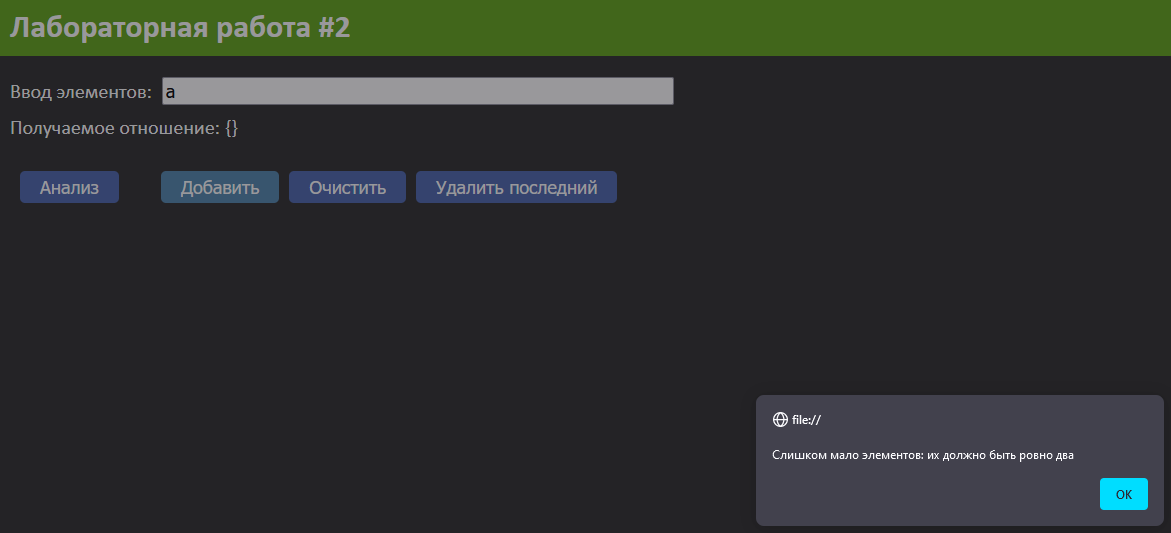 Лабораторная работа #2
Ввод элементов: a
Получаемое отношение: {}
Анализ Добавить Очистить Удалить последний
file://
Слишком мало элементов: их должно быть ровно два
OK